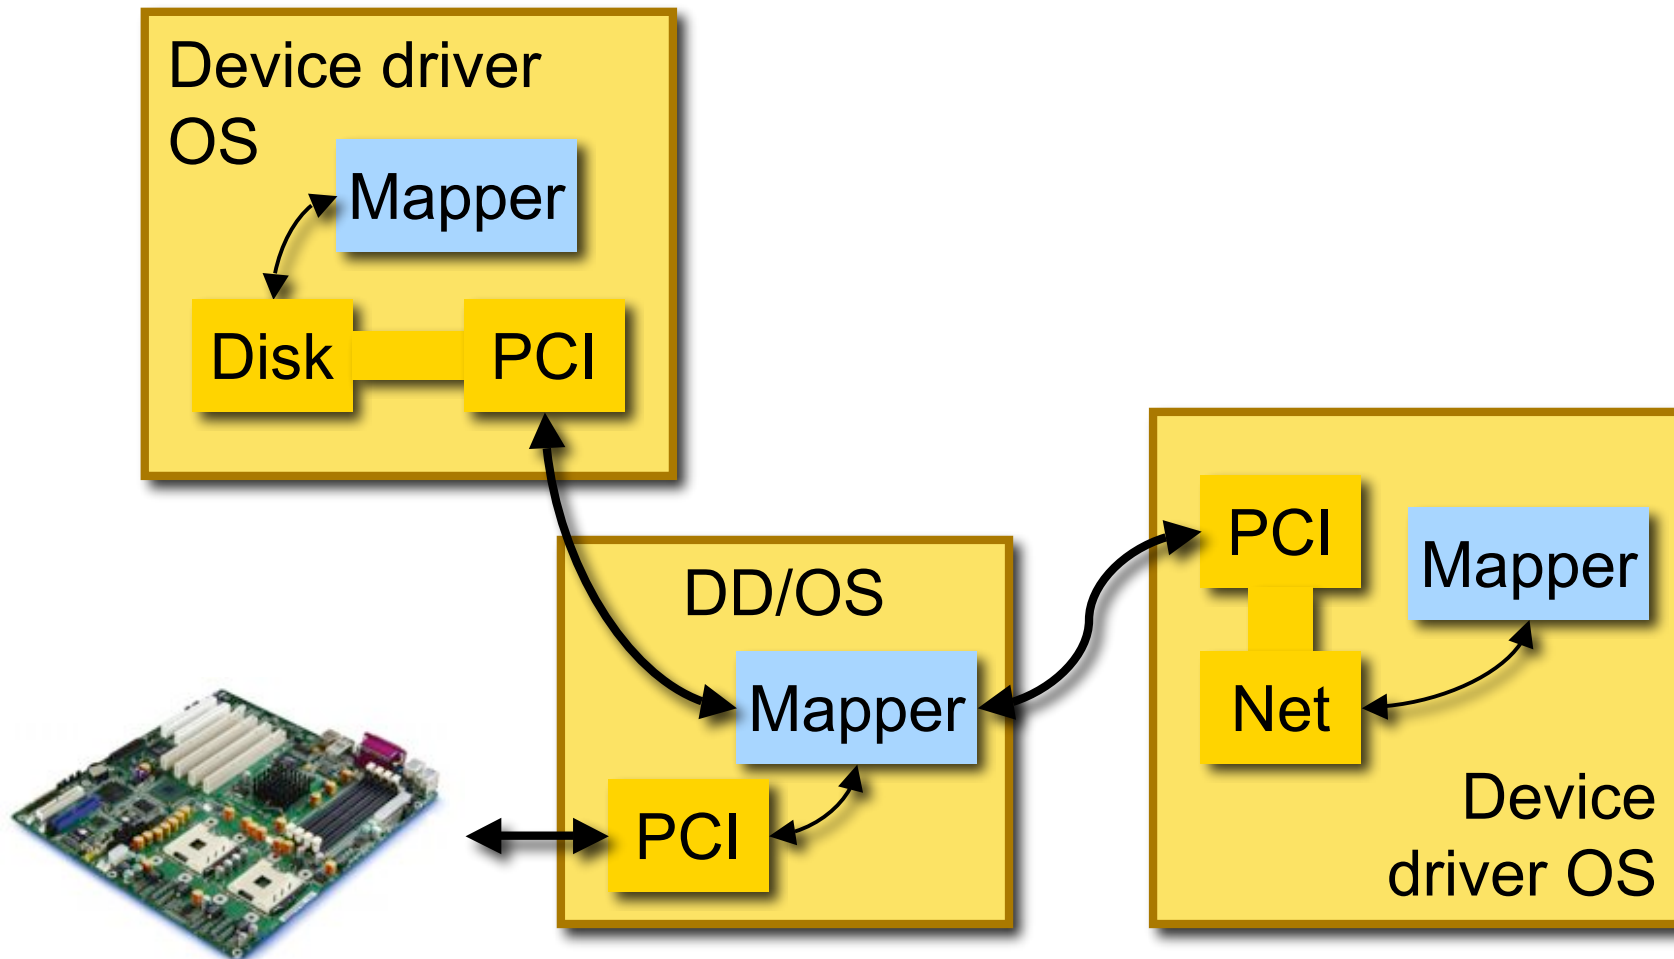 Device driver
OS
Mapper
Disk
PCI
DD/OS
Mapper
PCI
PCI
Mapper
Net
Device
driver OS